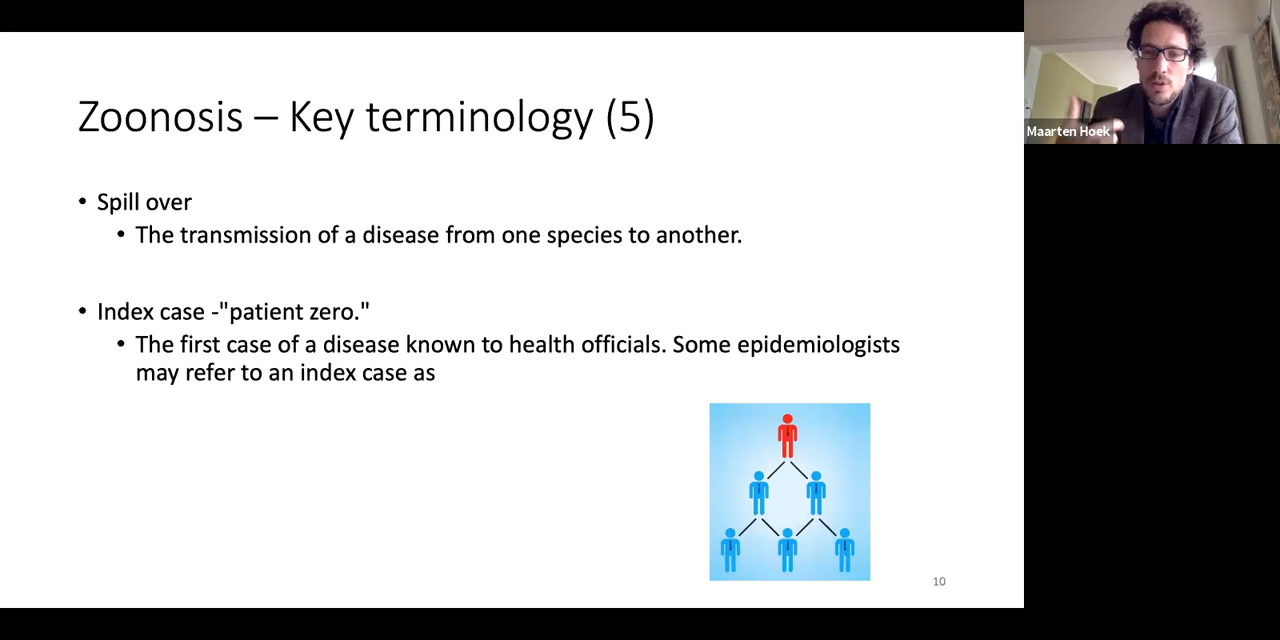 Zoonosis – Key terminology (5)
• Spill over
• The transmission of a disease from one species to another.
• Index case -"patient zero."
• The first case of a disease known to health officials. Some epidemiologists
may refer to an index case as
10
Maarten Hoek